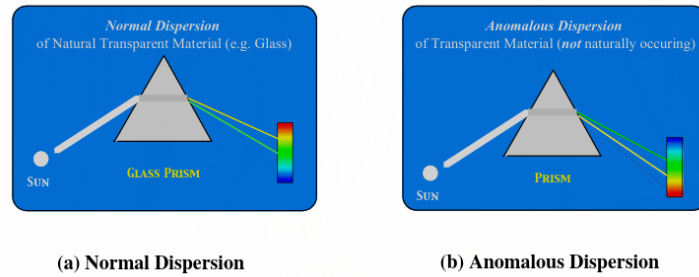 Normal Dispersion
of Natural Transparent Material (e.g. Glass)
SUN
GLASS PRISM
(a) Normal Dispersion
Anomalous Dispersion
of Transparent Material (not naturally occuring)
SUN
PRISM
(b) Anomalous Dispersion